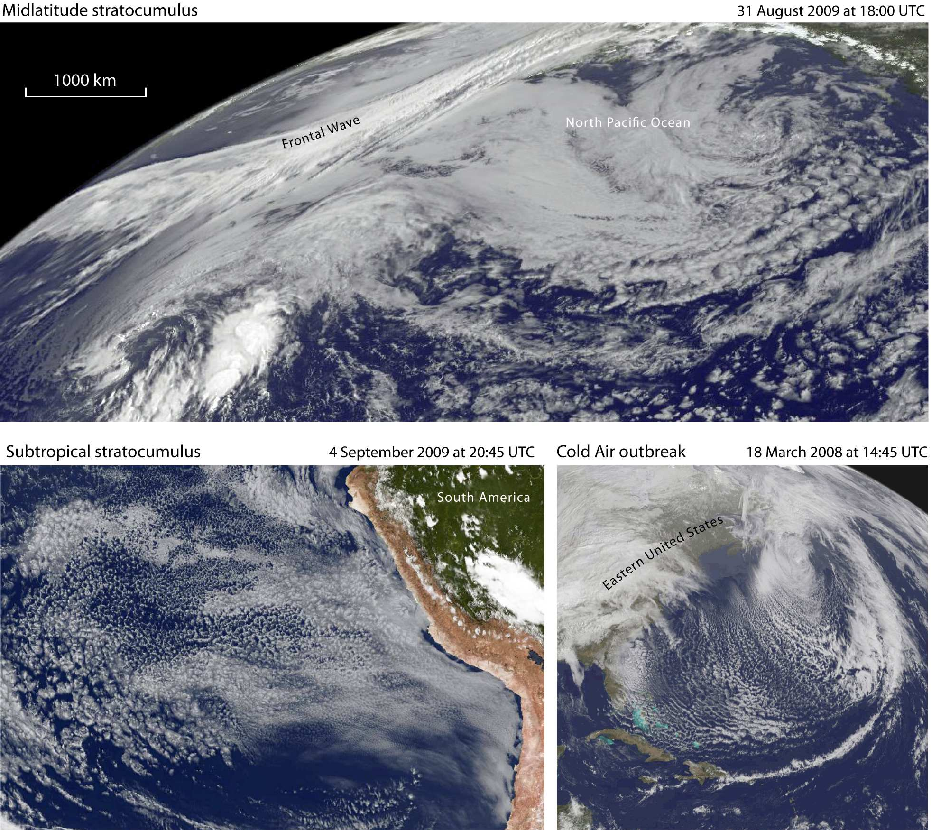 Midlatitude stratocumulus
31 August 2009 at 18:00 UTC
1000 km
Frontal Wave
North Pacific Ocean
Subtropical stratocumulus
4 September 2009 at 20:45 UTC
South America
Cold Air outbreak
18 March 2008 at 14:45 UTC
Eastern United States